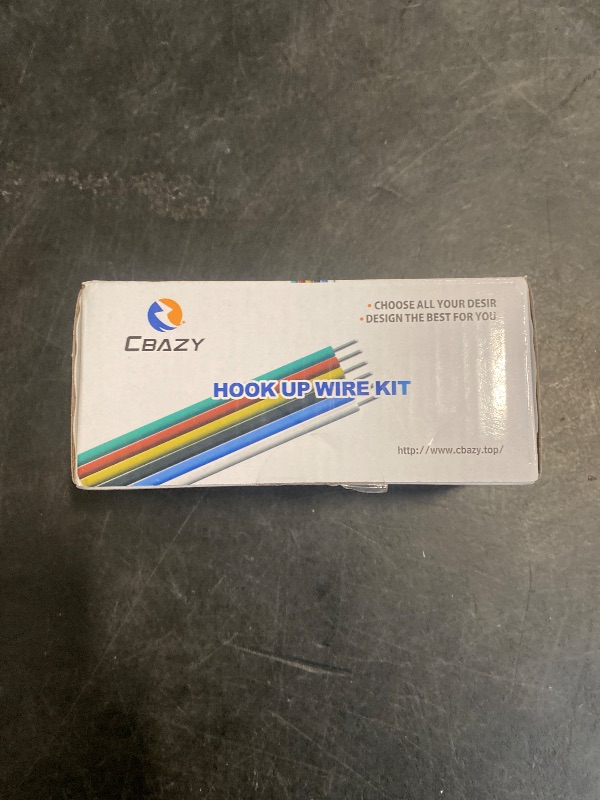 CBAZY
• CHOOSE ALL YOUR DESIR
• DESIGN THE BEST FOR YOU
HOOK UP WIRE KIT
http://www.cbazy.top/